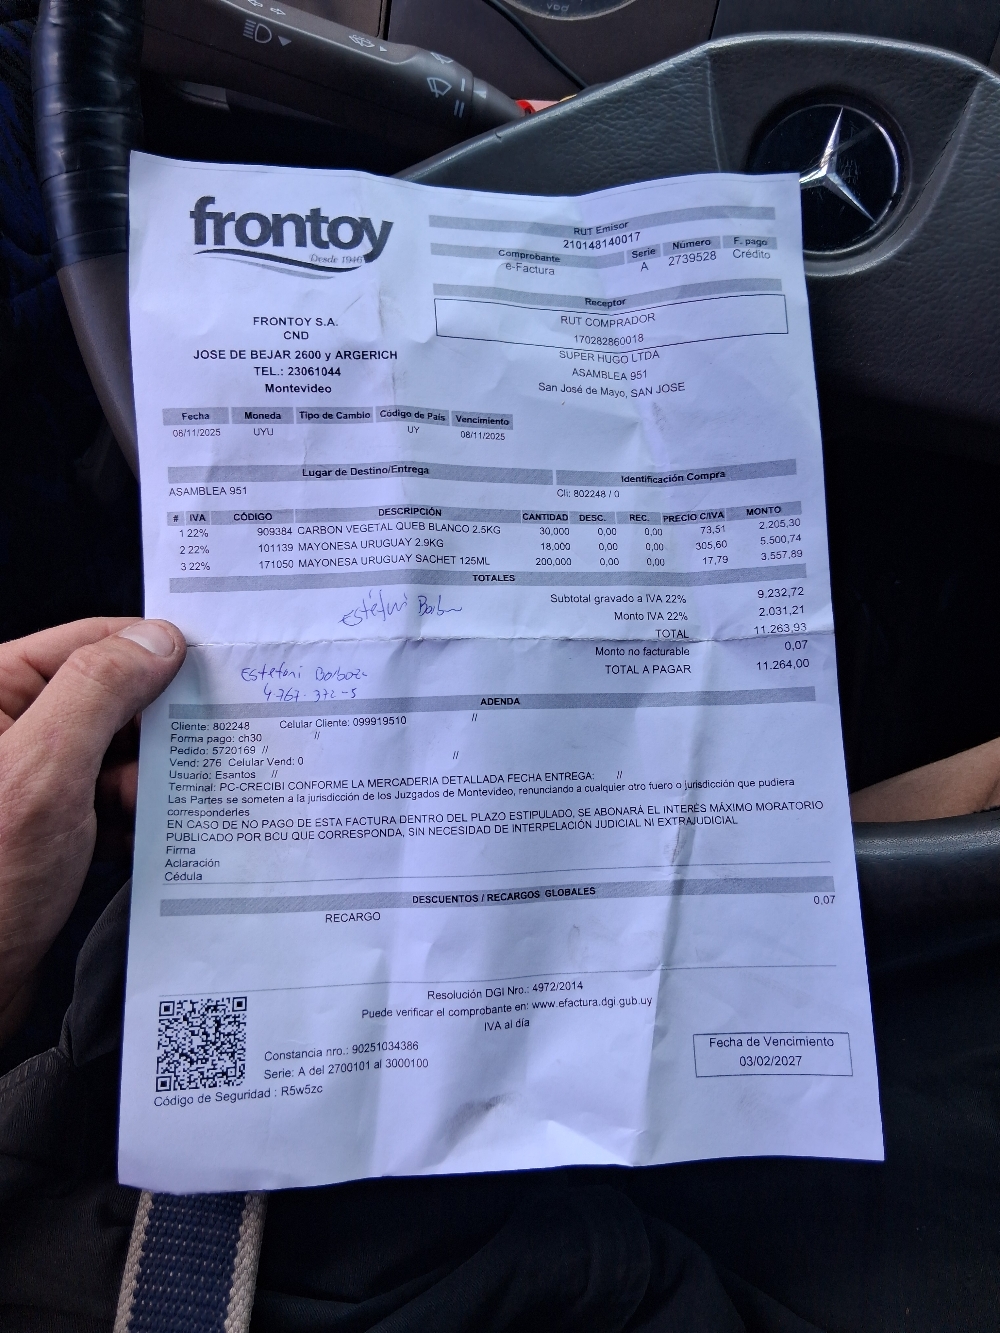 frontoy
Desde 1946
FRONTOY S.A.
CND
JOSE DE BEJAR 2600 y ARGERICH
TEL.: 23061044
Montevideo
RUT Emisor
210148140017
Comprobante Serie Número F. pago
e-Factura A 2739528 Crédito
Receptor
RUT COMPRADOR
170282860018
SUPER HUGO LTDA
ASAMBLEA 951
San José de Mayo, SAN JOSE
Fecha Moneda Tipo de Cambio Código de País Vencimiento
08/11/2025 UYU UY 08/11/2025
Lugar de Destino/Entrega Identificación Compra
ASAMBLEA 951 Cli: 802248 / 0
# IVA CÓDIGO DESCRIPCIÓN CANTIDAD DESC. REC. PRECIO C/IVA MONTO
1 22% 909384 CARBON VEGETAL QUEB BLANCO 2.5KG 30,000 0,00 0,00 73,51 2.205,30
2 22% 101139 MAYONESA URUGUAY 2.9KG 18,000 0,00 0,00 305,60 5.500,74
3 22% 171050 MAYONESA URUGUAY SACHET 125ML 200,000 0,00 0,00 17,79 3.557,89
TOTALES
Subtotal gravado a IVA 22% 9.232,72
Monto IVA 22% 2.031,21
TOTAL 11.263,93
Monto no facturable 0,07
TOTAL A PAGAR 11.264,00
Estefani
Estefani Barboza
4767.372-5
ADENDA
Cliente: 802248 Celular Cliente: 099919510 //
Forma pago: ch30 //
Pedido: 5720169 //
Vend: 276 Celular Vend: 0 //
Usuario: Esantos //
Terminal: PC-CRECIBI CONFORME LA MERCADERIA DETALLADA FECHA ENTREGA: //
Las Partes se someten a la jurisdicción de los Juzgados de Montevideo, renunciando a cualquier otro fuero o jurisdicción que pudiera
corresponderles
EN CASO DE NO PAGO DE ESTA FACTURA DENTRO DEL PLAZO ESTIPULADO, SE ABONARÁ EL INTERÉS MÁXIMO MORATORIO
PUBLICADO POR BCU QUE CORRESPONDA, SIN NECESIDAD DE INTERPELACIÓN JUDICIAL NI EXTRAJUDICIAL
Firma
Aclaración
Cédula
DESCUENTOS / RECARGOS GLOBALES
RECARGO 0,07
Resolución DGI Nro.: 4972/2014
Puede verificar el comprobante en: www.efactura.dgi.gub.uy
IVA al día
Constancia nro.: 90251034386
Serie: A del 2700101 al 3000100
Código de Seguridad : R5w5zc
Fecha de Vencimiento
03/02/2027